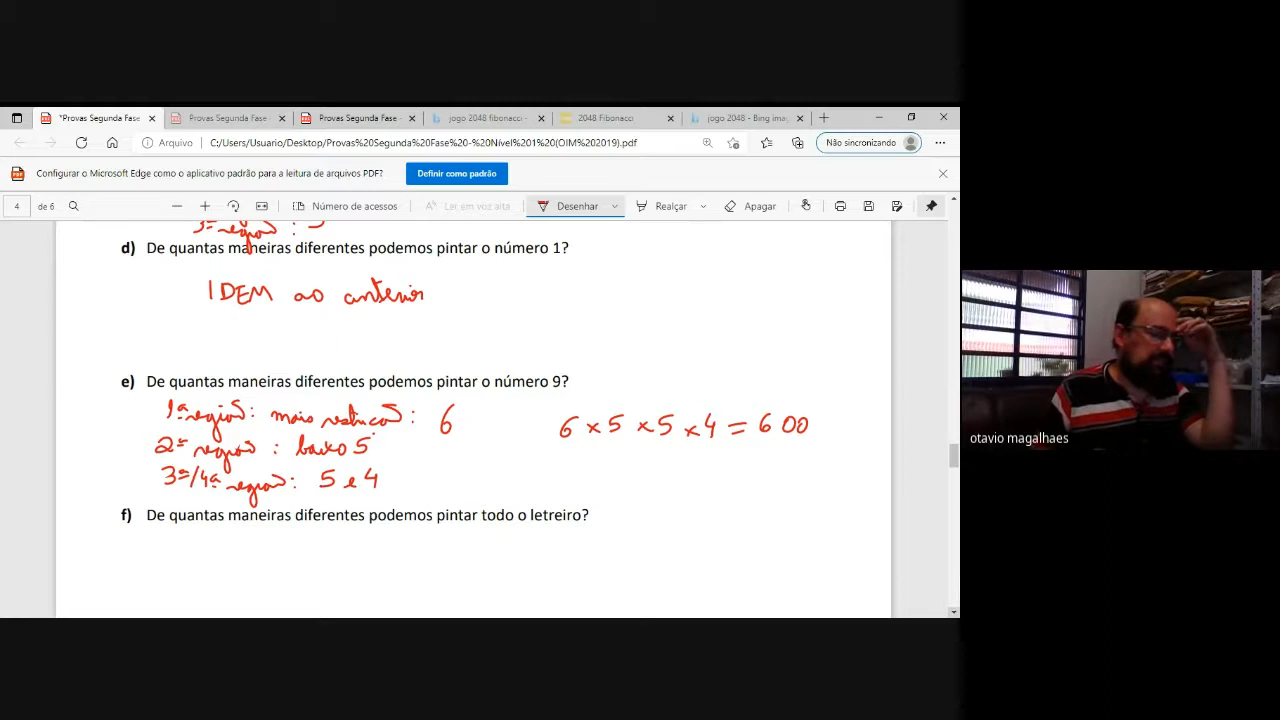 *Provas Segunda Fase
Provas Segunda Fase
Provas Segunda Fase -
jogo 2048 fibonacci -
2048 Fibonacci
jogo 2048 - Bing ima
Arquivo
C:/Users/Usuario/Desktop/Provas%20Segunda%20Fase%20-%20Nível%201%20(OIM%202019).pdf
Não sincronizando
Configurar o Microsoft Edge como o aplicativo padrão para a leitura de arquivos PDF?
Definir como padrão
4 de 6
Número de acessos
Ler em voz alta
Desenhar
Realçar
Apagar
d) De quantas maneiras diferentes podemos pintar o número 1?
IDEM ao anterior
otavio magalhaes
e) De quantas maneiras diferentes podemos pintar o número 9?
1ª região: mais restrição: 6
6 x 5 x 5 x 4 = 600
2ª região: baixo 5
3ª/4ª região: 5 e 4
f) De quantas maneiras diferentes podemos pintar todo o letreiro?